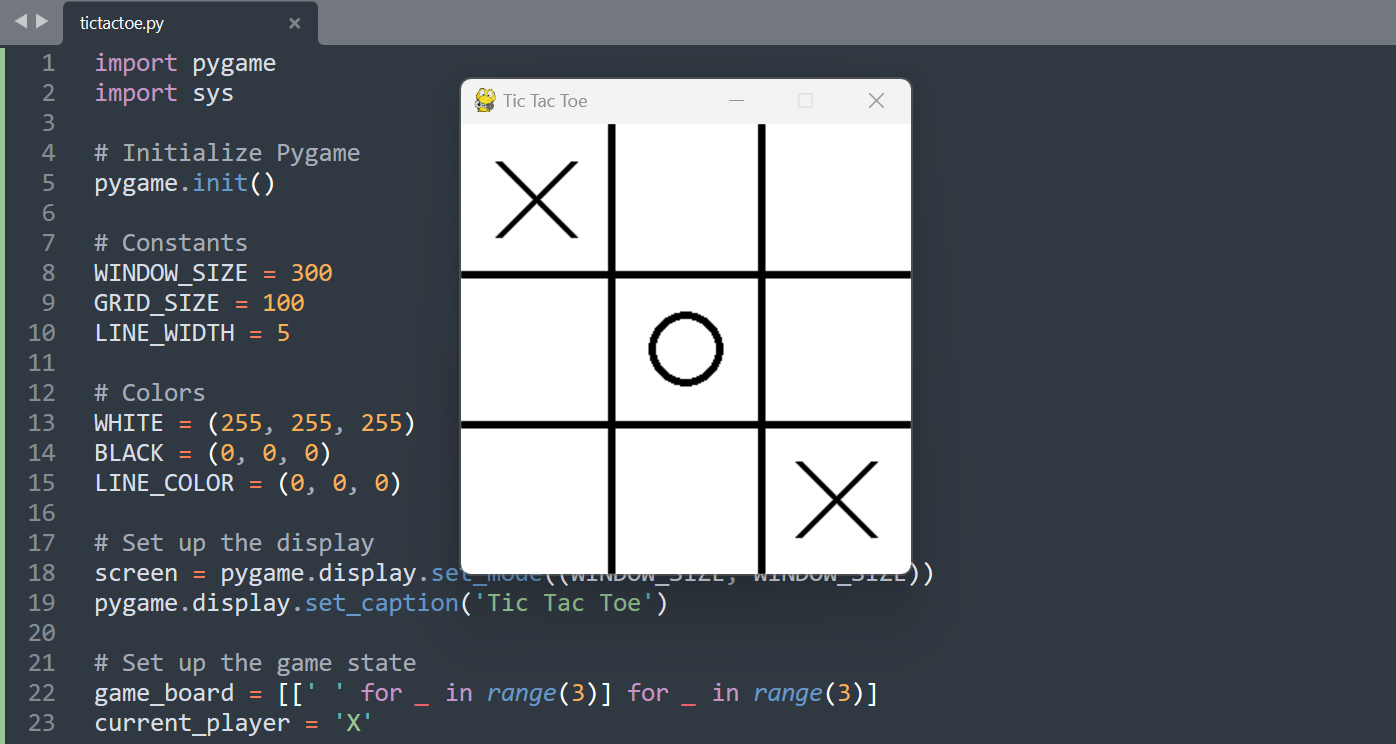 tictactoe.py
1 import pygame
2 import sys
3
4 # Initialize Pygame
5 pygame.init()
6
7 # Constants
8 WINDOW_SIZE = 300
9 GRID_SIZE = 100
10 LINE_WIDTH = 5
11
12 # Colors
13 WHITE = (255, 255, 255)
14 BLACK = (0, 0, 0)
15 LINE_COLOR = (0, 0, 0)
16
17 # Set up the display
18 screen = pygame.display.set_mode((WINDOW_SIZE, WINDOW_SIZE))
19 pygame.display.set_caption('Tic Tac Toe')
20
21 # Set up the game state
22 game_board = [[' ' for _ in range(3)] for _ in range(3)]
23 current_player = 'X'
Tic Tac Toe
X
O
X